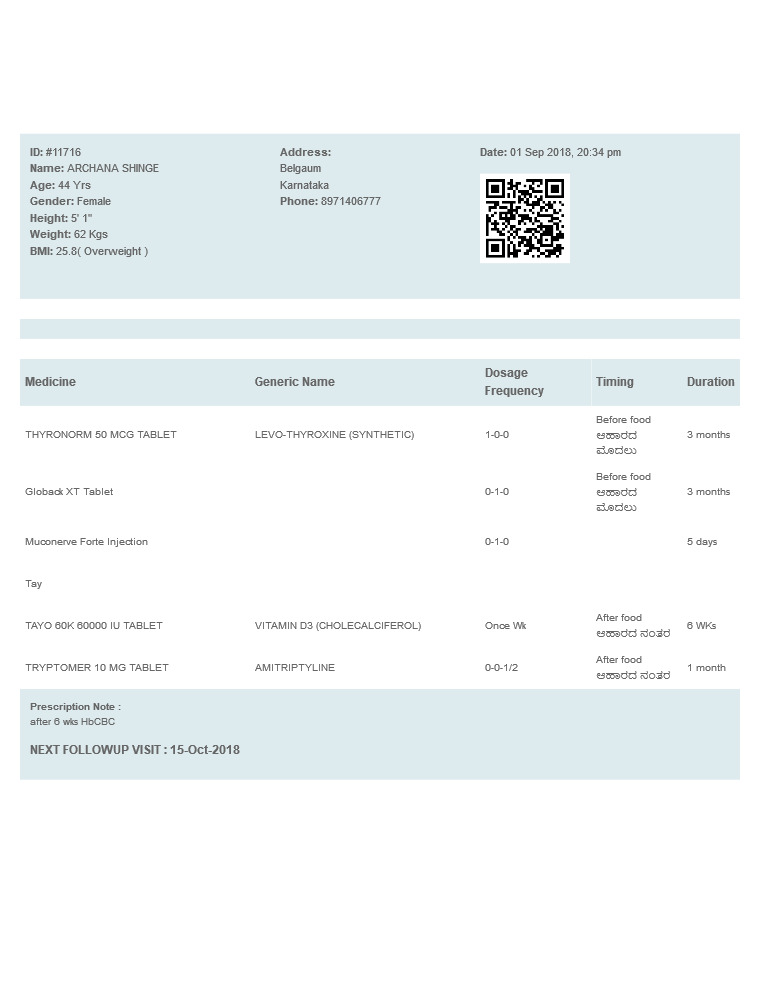 ID: #11716
Name: ARCHANA SHINGE
Age: 44 Yrs
Gender: Female
Height: 5' 1"
Weight: 62 Kgs
BMI: 25.8( Overweight )
Address:
Belgaum
Karnataka
Phone: 8971406777
Date: 01 Sep 2018, 20:34 pm
Medicine Generic Name Dosage Frequency Timing Duration
THYRONORM 50 MCG TABLET LEVO-THYROXINE (SYNTHETIC) 1-0-0 Before food ಆಹಾರದ ಮೊದಲು 3 months
Globack XT Tablet 0-1-0 Before food ಆಹಾರದ ಮೊದಲು 3 months
Muconerve Forte Injection 0-1-0 5 days
Tay
TAYO 60K 60000 IU TABLET VITAMIN D3 (CHOLECALCIFEROL) Once Wk After food ಆಹಾರದ ನಂತರ 6 WKs
TRYPTOMER 10 MG TABLET AMITRIPTYLINE 0-0-1/2 After food ಆಹಾರದ ನಂತರ 1 month
Prescription Note :
after 6 wks HbCBC
NEXT FOLLOWUP VISIT : 15-Oct-2018